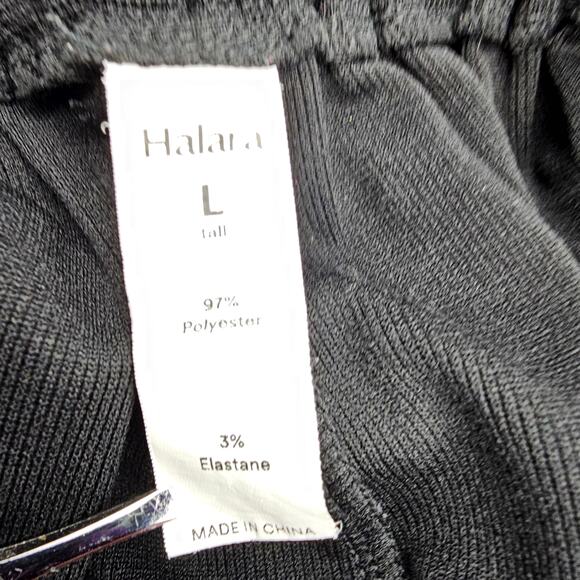 Halara
L
tall
97%
Polyester
3%
Elastane
MADE IN CHINA